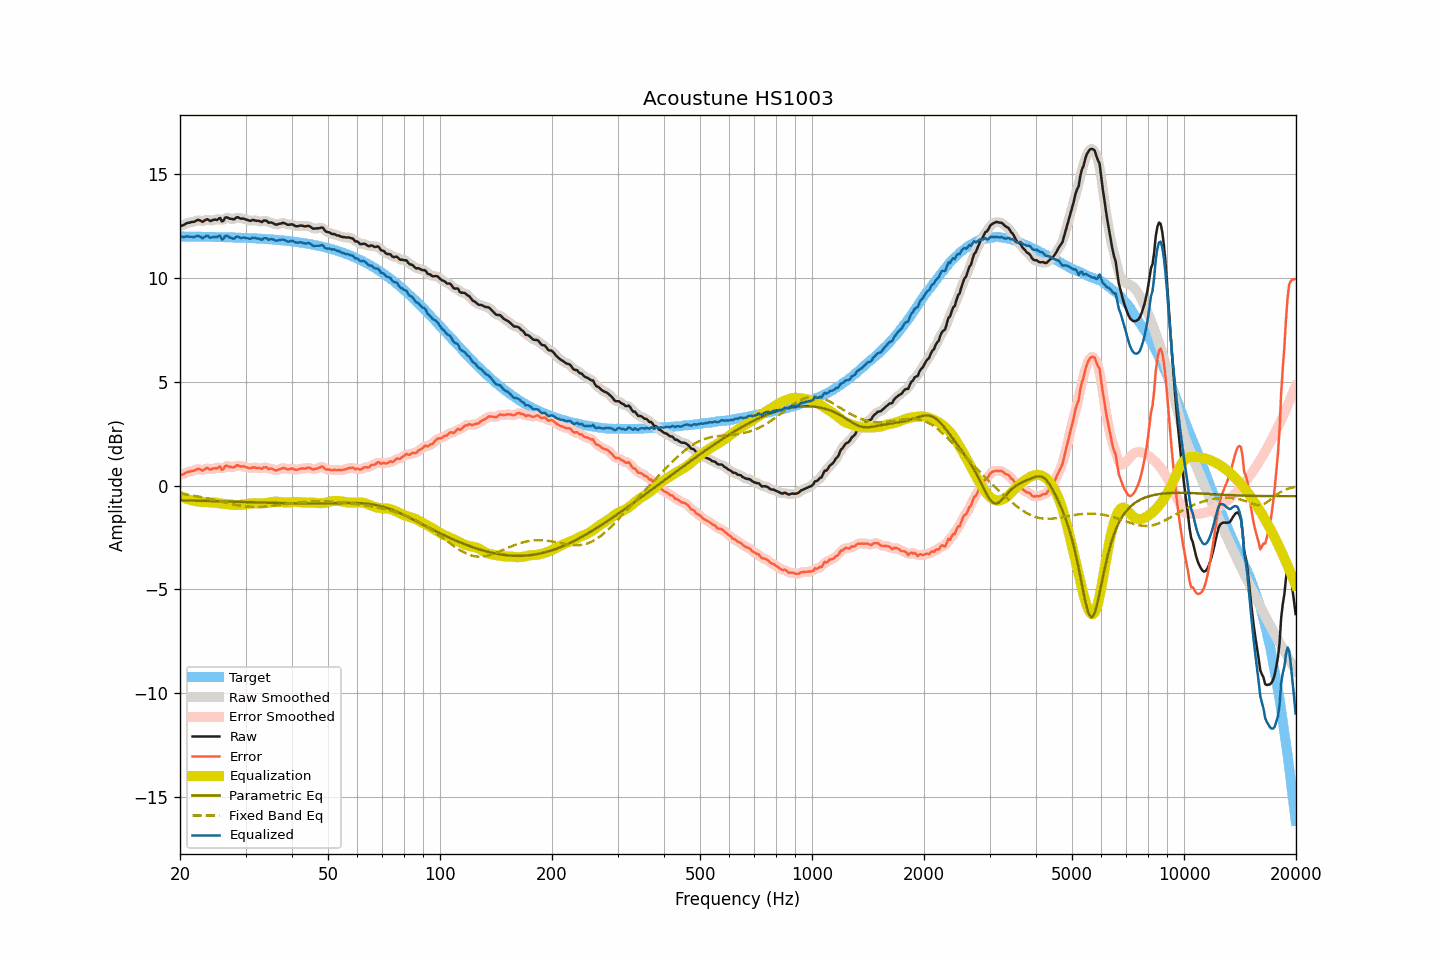 Acoustune HS1003
15
10
5
0
−5
−10
−15
Amplitude (dBr)
Target
Raw Smoothed
Error Smoothed
Raw
Error
Equalization
Parametric Eq
Fixed Band Eq
Equalized
20 50 100 200 500 1000 2000 5000 10000 20000
Frequency (Hz)